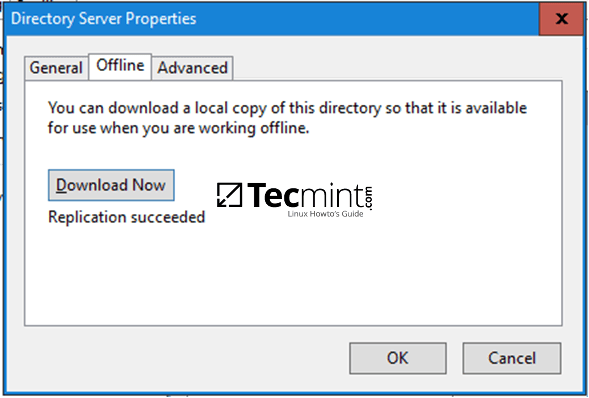 Directory Server Properties
General Offline Advanced
You can download a local copy of this directory so that it is available
for use when you are working offline.
Download Now
Tecmint.com
Linux Howto's Guide
Replication succeeded
OK Cancel